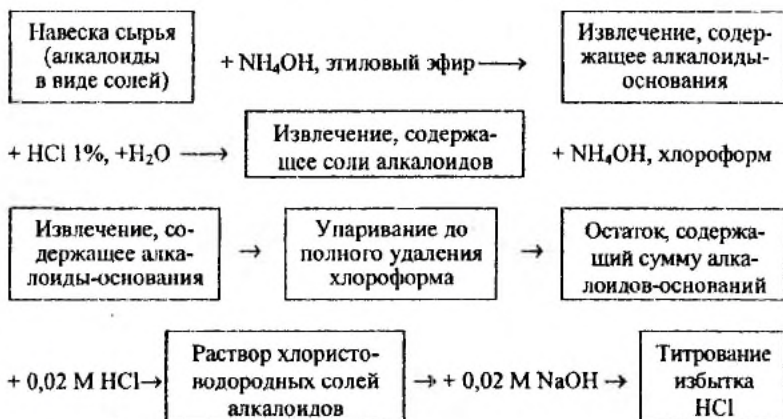 Навеска сырья
(алкалоиды
в виде солей)
+ NH₄OH, этиловый эфир ⟶
Извлечение, содер-
жащее алкалоиды-
основания
+ HCl 1%, +H₂O ⟶
Извлечение, содержа-
щее соли алкалоидов
+ NH₄OH, хлороформ
Извлечение, со-
держащее алка-
лоиды-основания
→
Упаривание до
полного удаления
хлороформа
→
Остаток, содержа-
щий сумму алка-
лоидов-оснований
+ 0,02 M HCl→
Раствор хлористо-
водородных солей
алкалоидов
→ + 0,02 M NaOH →
Титрование
избытка
HCl